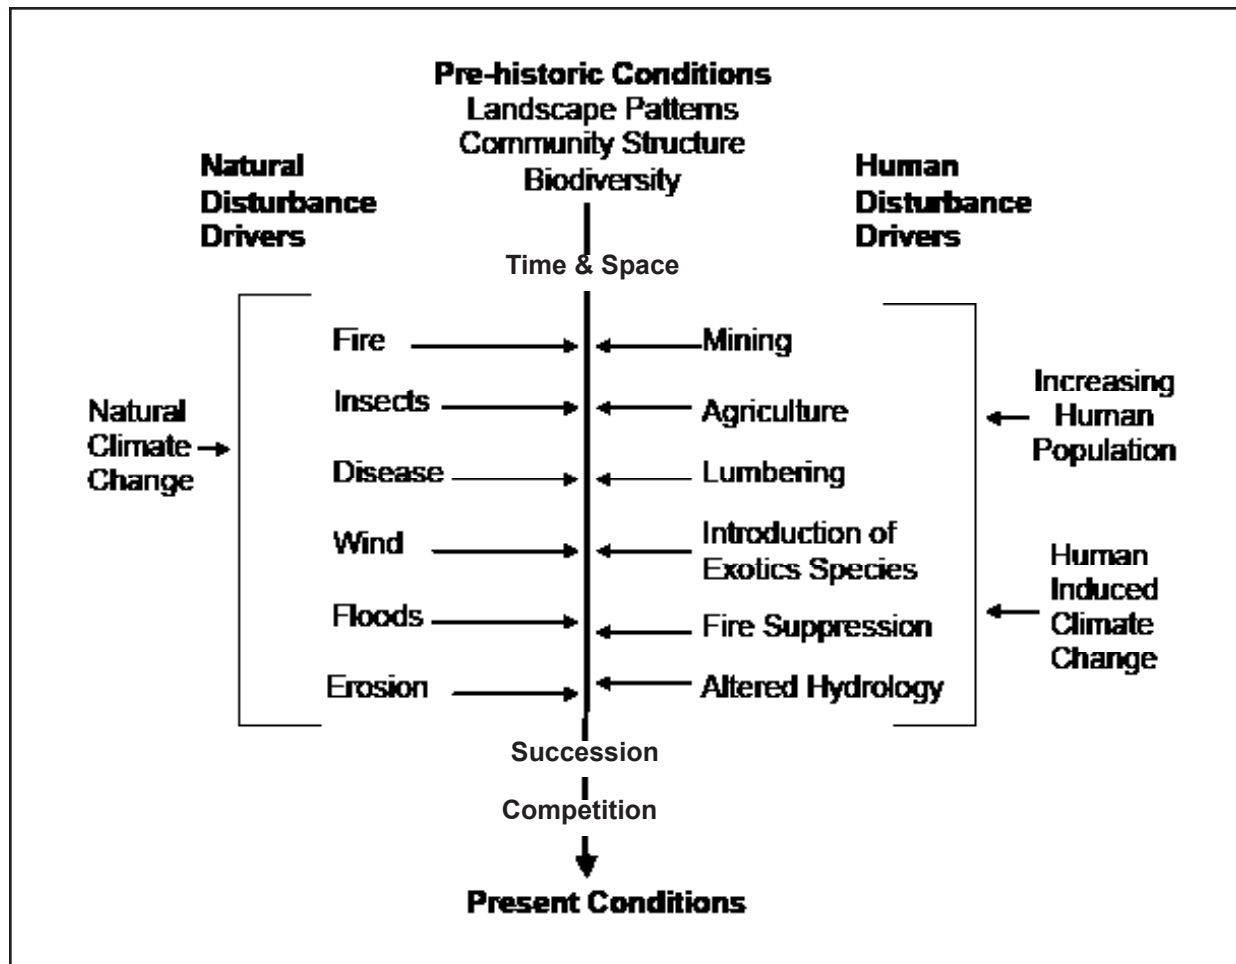 Pre-historic Conditions
Landscape Patterns
Community Structure
Biodiversity
Natural
Disturbance
Drivers
Human
Disturbance
Drivers
Time & Space
Natural
Climate
Change
Fire
Insects
Disease
Wind
Floods
Erosion
Mining
Agriculture
Lumbering
Introduction of
Exotics Species
Fire Suppression
Altered Hydrology
Increasing
Human
Population
Human
Induced
Climate
Change
Succession
Competition
Present Conditions